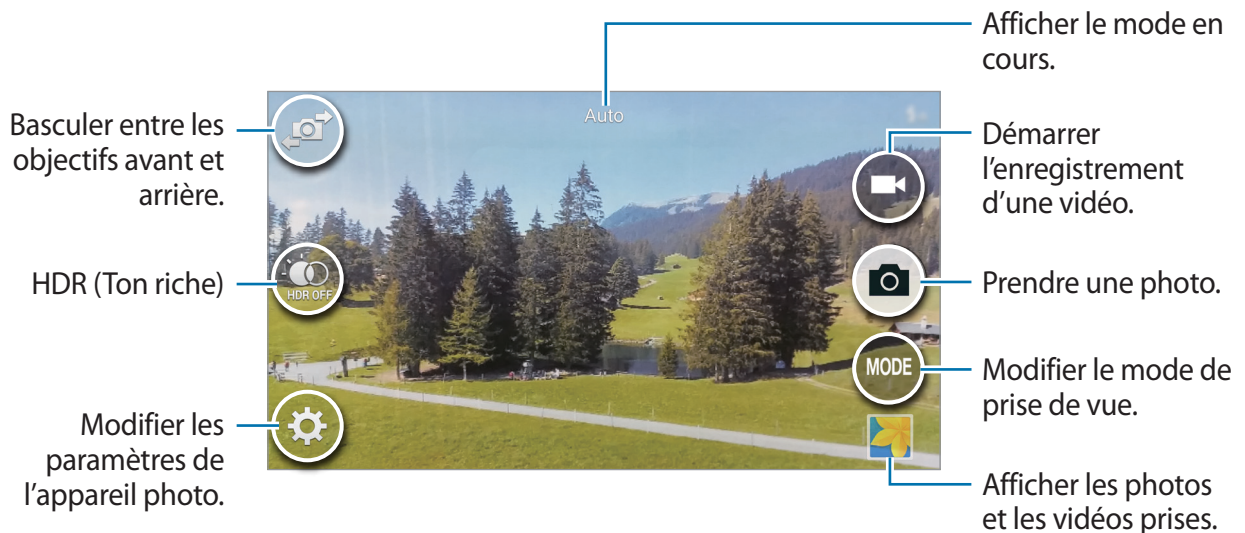 Afficher le mode en
cours.
Basculer entre les
objectifs avant et
arrière.
Auto
Démarrer
l'enregistrement
d'une vidéo.
HDR (Ton riche)
HDR OFF
Prendre une photo.
MODE
Modifier le mode de
prise de vue.
Modifier les
paramètres de
l'appareil photo.
Afficher les photos
et les vidéos prises.